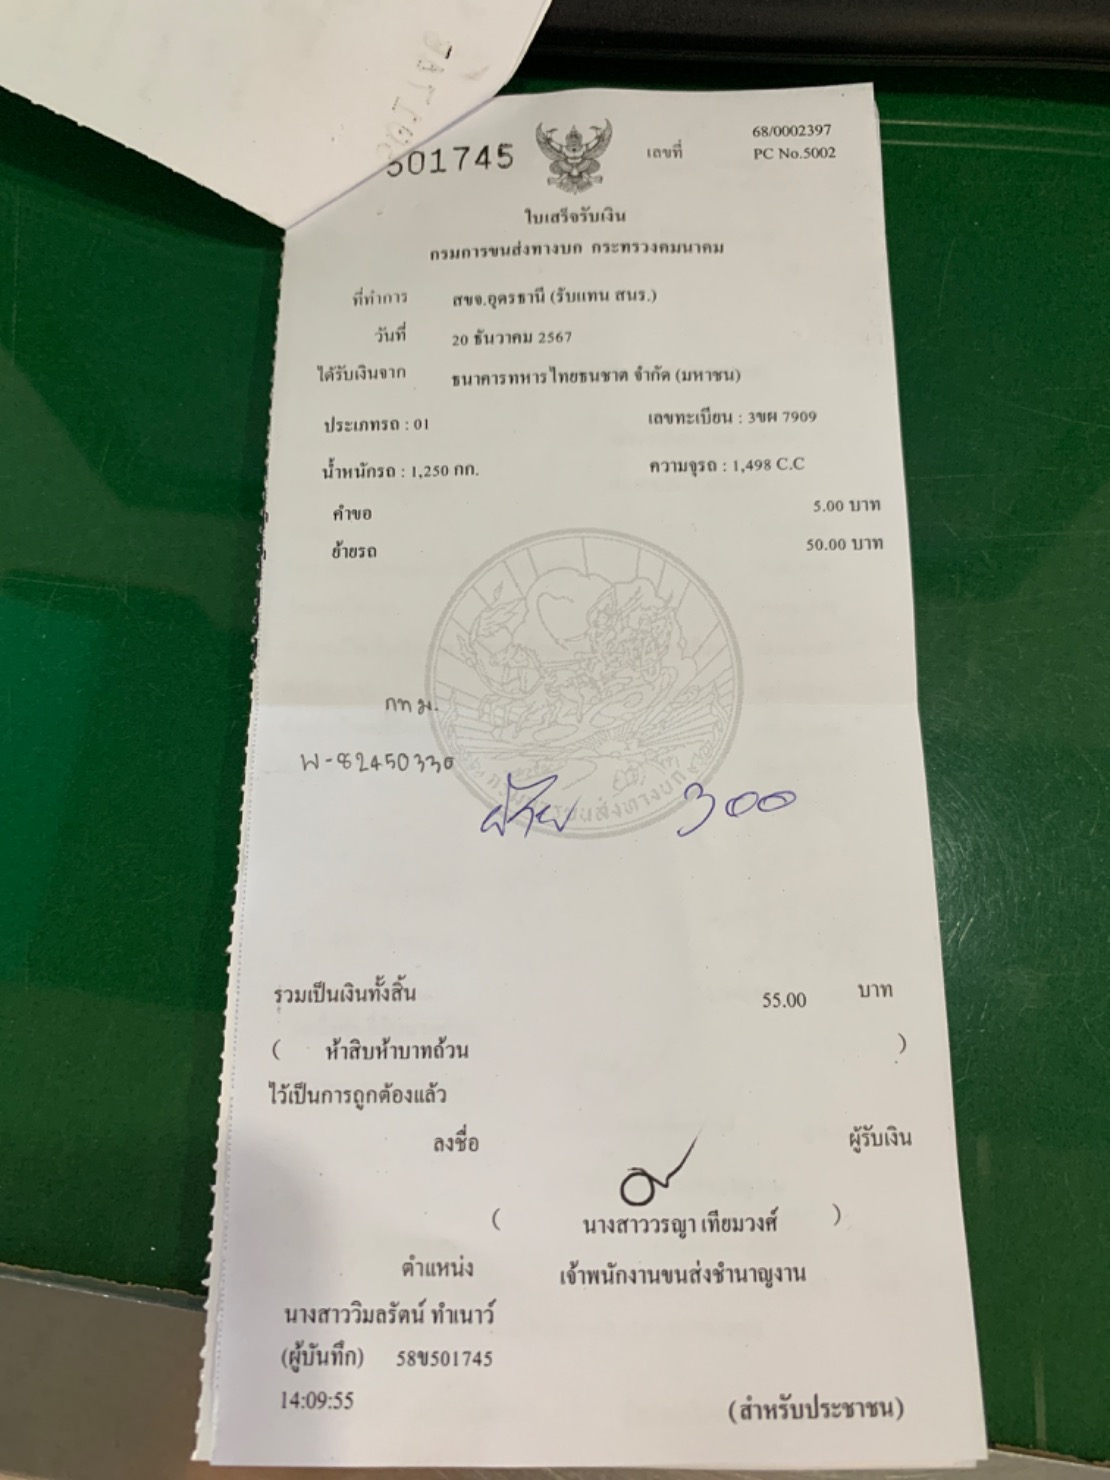 501745
เลขที่ 68/0002397
PC No.5002
ใบเสร็จรับเงิน
กรมการขนส่งทางบก กระทรวงคมนาคม
ที่ทำการ สขจ.อุดรธานี (รับแทน สนร.)
วันที่ 20 ธันวาคม 2567
ได้รับเงินจาก ธนาคารทหารไทยธนชาต จำกัด (มหาชน)
ประเภทรถ : 01 เลขทะเบียน : 3ขผ 7909
น้ำหนักรถ : 1,250 กก. ความจุรถ : 1,498 C.C
คำขอ 5.00 บาท
ย้ายรถ 50.00 บาท
กทม.
พ-82450330
300
รวมเป็นเงินทั้งสิ้น 55.00 บาท
( ห้าสิบห้าบาทถ้วน )
ไว้เป็นการถูกต้องแล้ว
ลงชื่อ ผู้รับเงิน
( นางสาววรญา เทียมวงศ์ )
ตำแหน่ง เจ้าพนักงานขนส่งชำนาญงาน
นางสาววิมลรัตน์ ทำเนาว์
(ผู้บันทึก) 58ข501745
14:09:55
(สำหรับประชาชน)